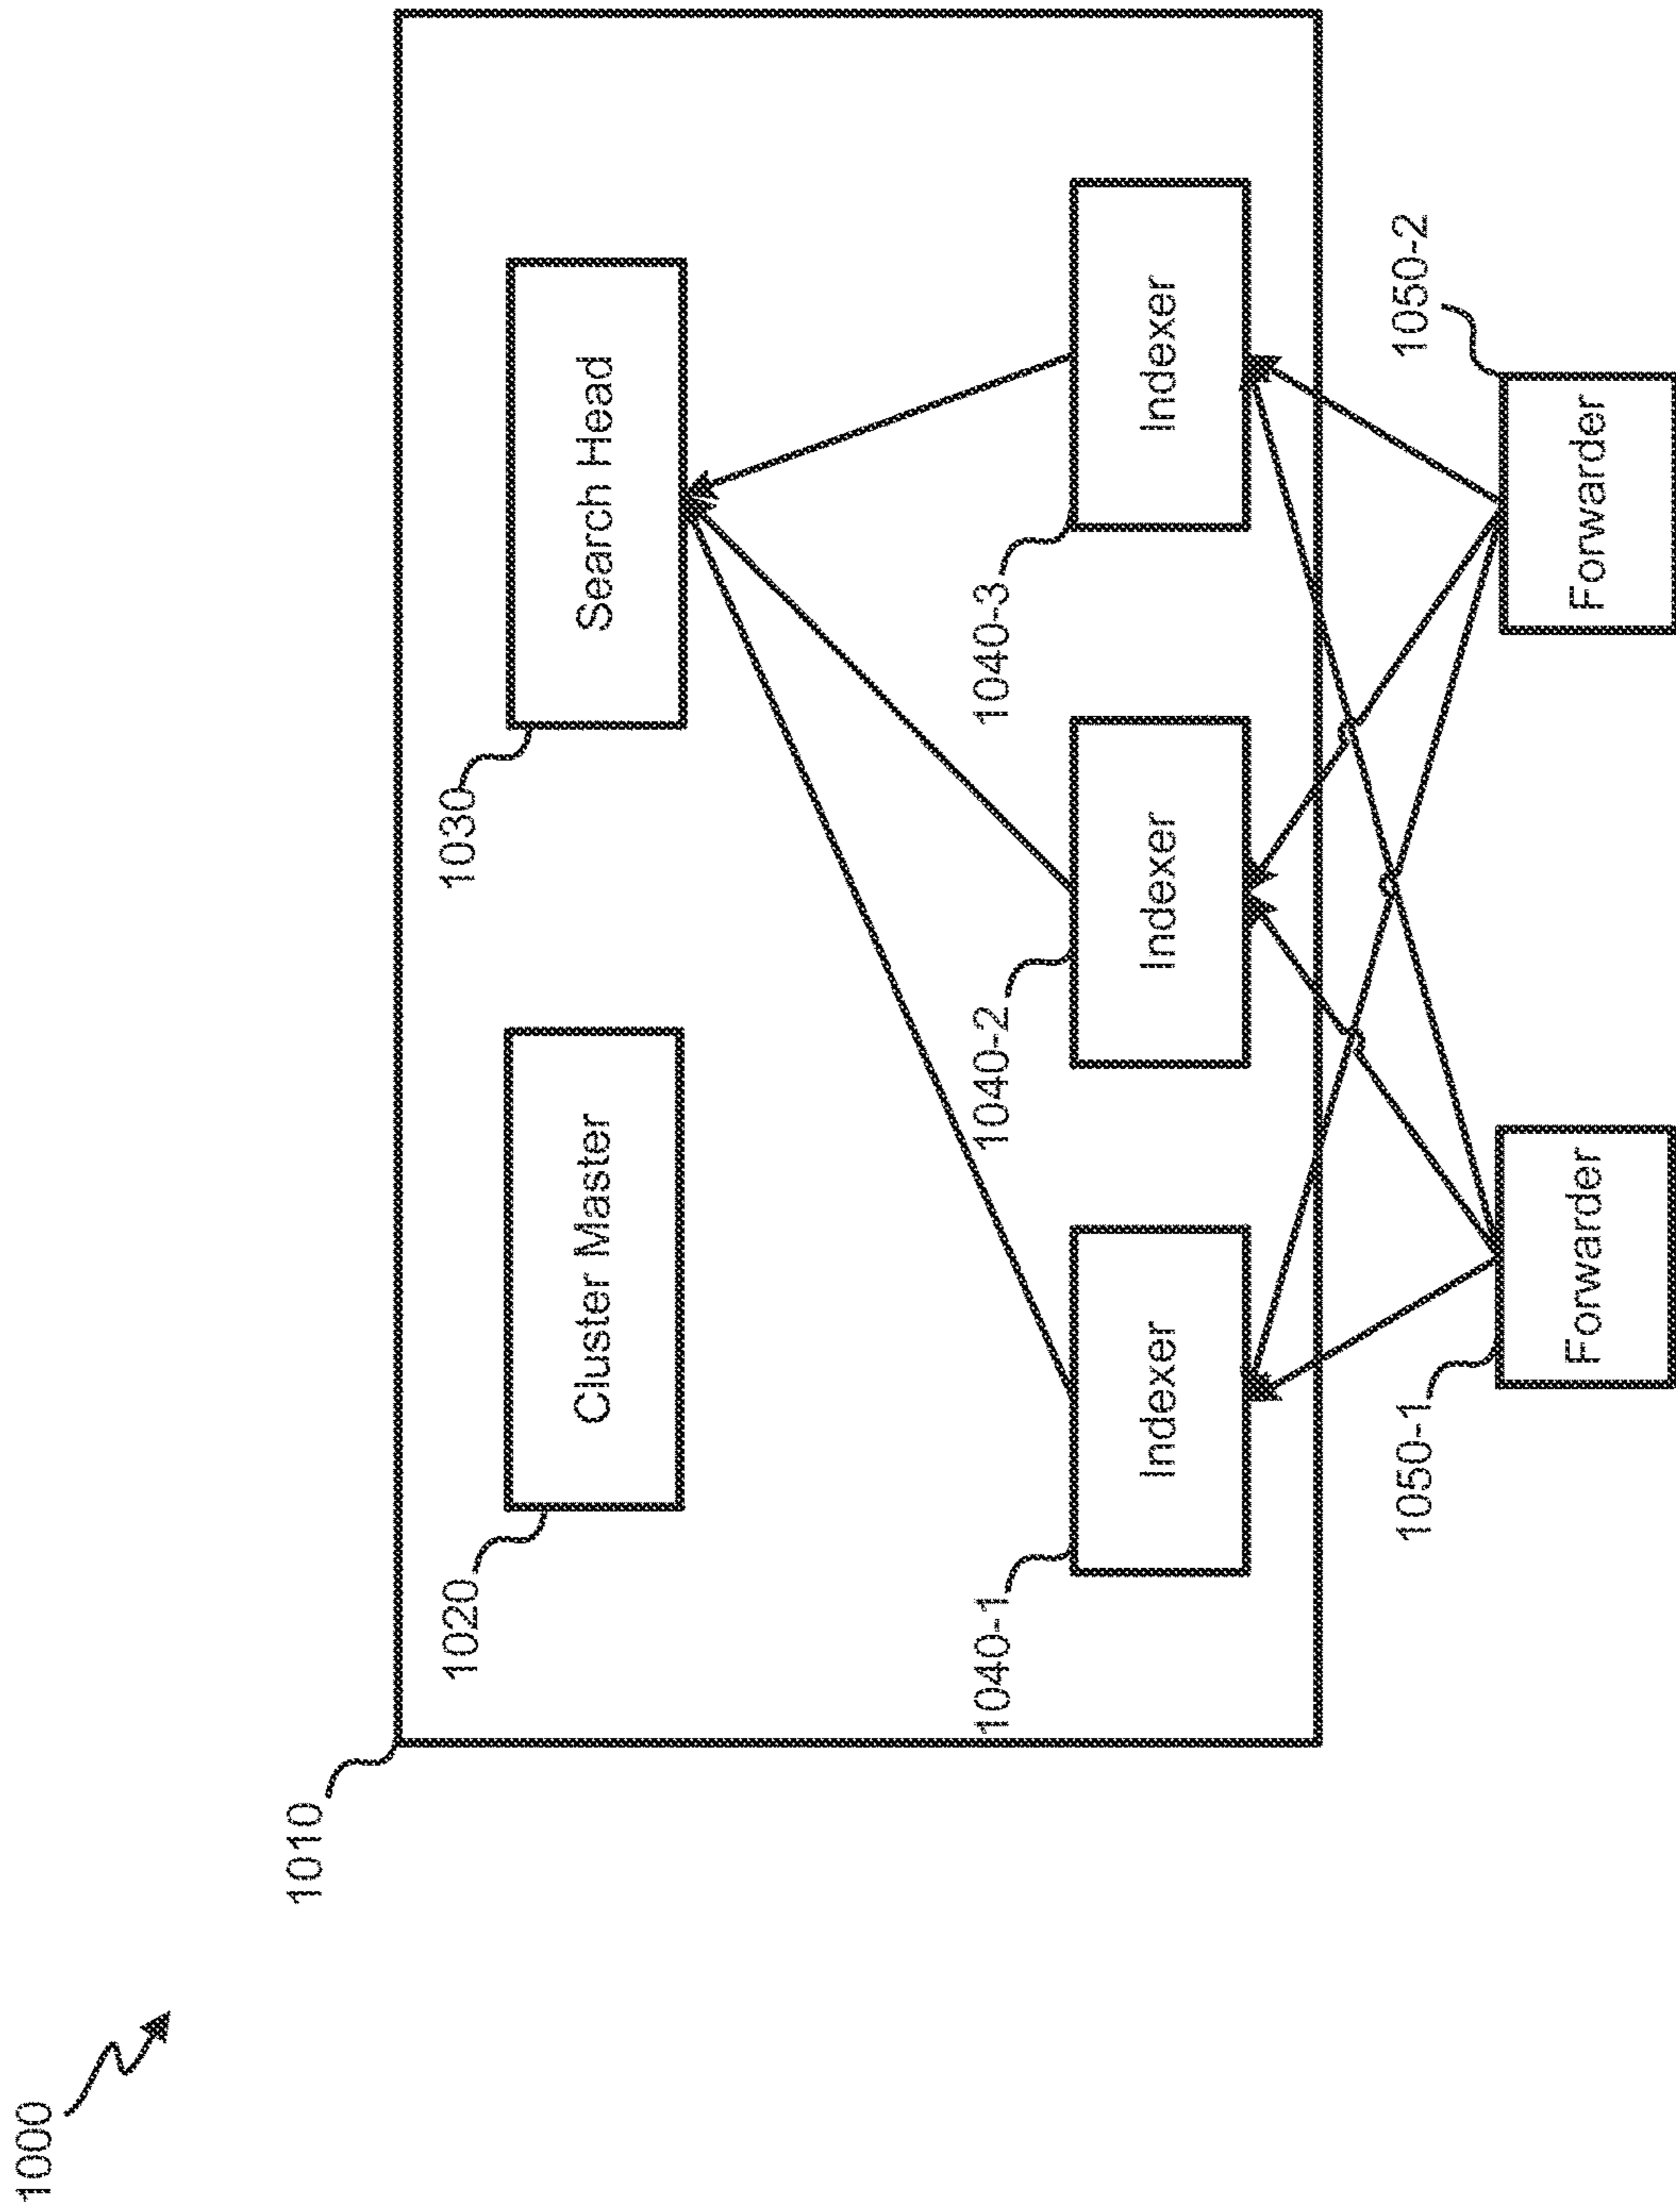 1000
1010
1020
Cluster Master
1030
Search Head
1040-1
Indexer
1040-2
Indexer
1040-3
Indexer
1050-1
Forwarder
1050-2
Forwarder